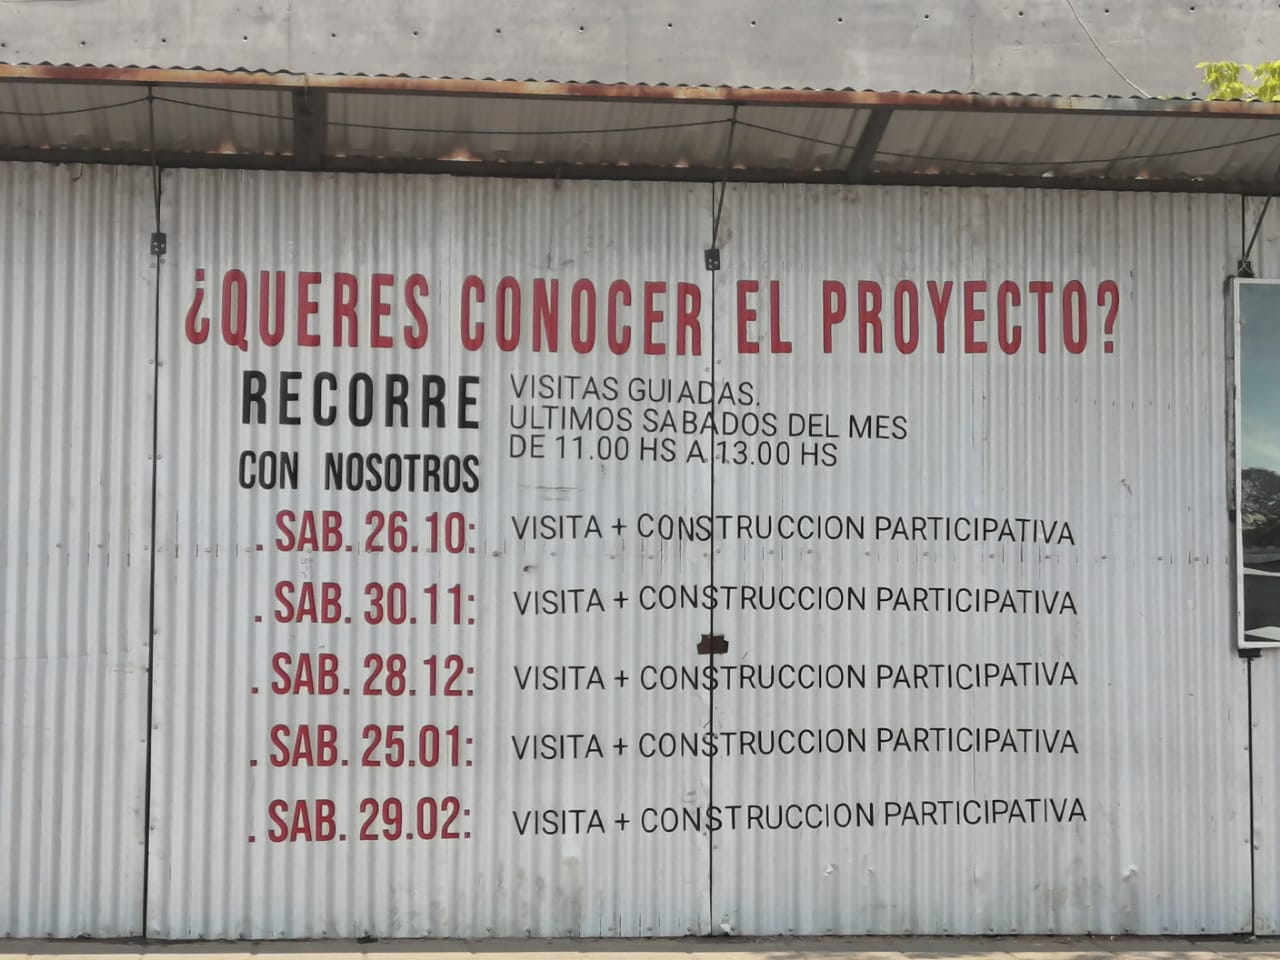 ¿QUERES CONOCER EL PROYECTO?
RECORRE
CON NOSOTROS
VISITAS GUIADAS.
ULTIMOS SABADOS DEL MES
DE 11.00 HS A 13.00 HS
. SAB. 26.10: VISITA + CONSTRUCCION PARTICIPATIVA
. SAB. 30.11: VISITA + CONSTRUCCION PARTICIPATIVA
. SAB. 28.12: VISITA + CONSTRUCCION PARTICIPATIVA
. SAB. 25.01: VISITA + CONSTRUCCION PARTICIPATIVA
. SAB. 29.02: VISITA + CONSTRUCCION PARTICIPATIVA